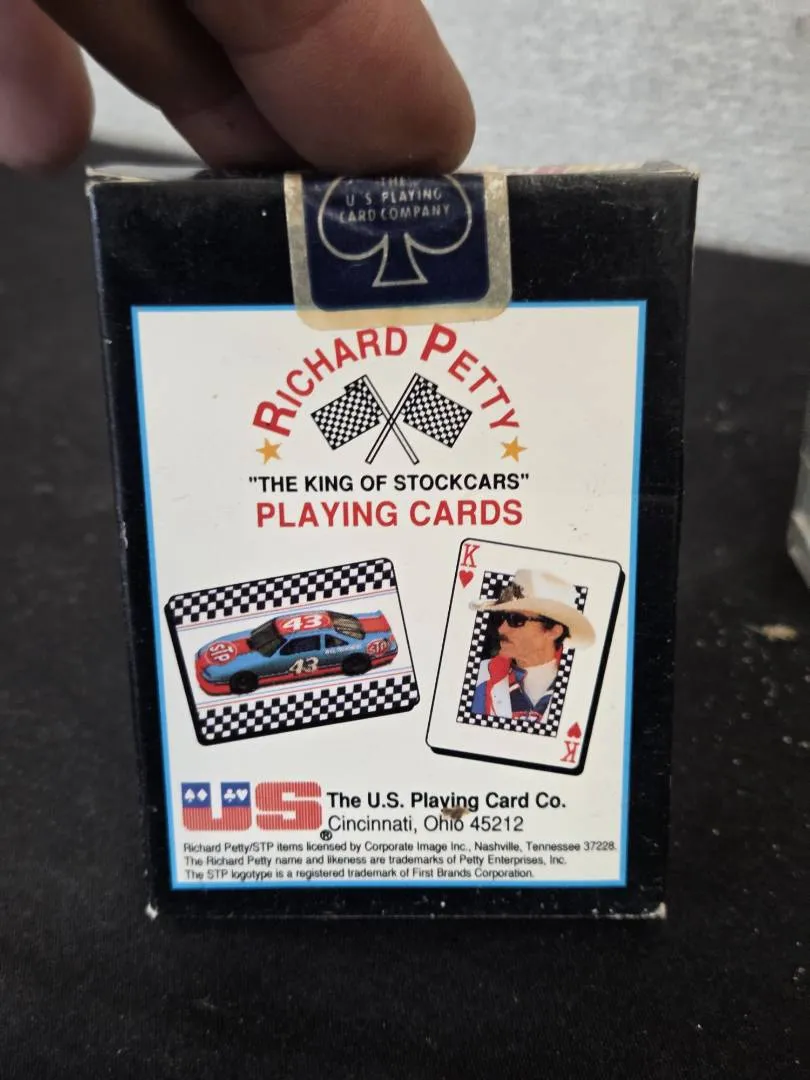 THE
U S PLAYING
CARD COMPANY
RICHARD PETTY
"THE KING OF STOCKCARS"
PLAYING CARDS
K
43
STP
43
STP
K
US
®
The U.S. Playing Card Co.
Cincinnati, Ohio 45212
Richard Petty/STP items licensed by Corporate Image Inc., Nashville, Tennessee 37228.
The Richard Petty name and likeness are trademarks of Petty Enterprises, Inc.
The STP logotype is a registered trademark of First Brands Corporation.